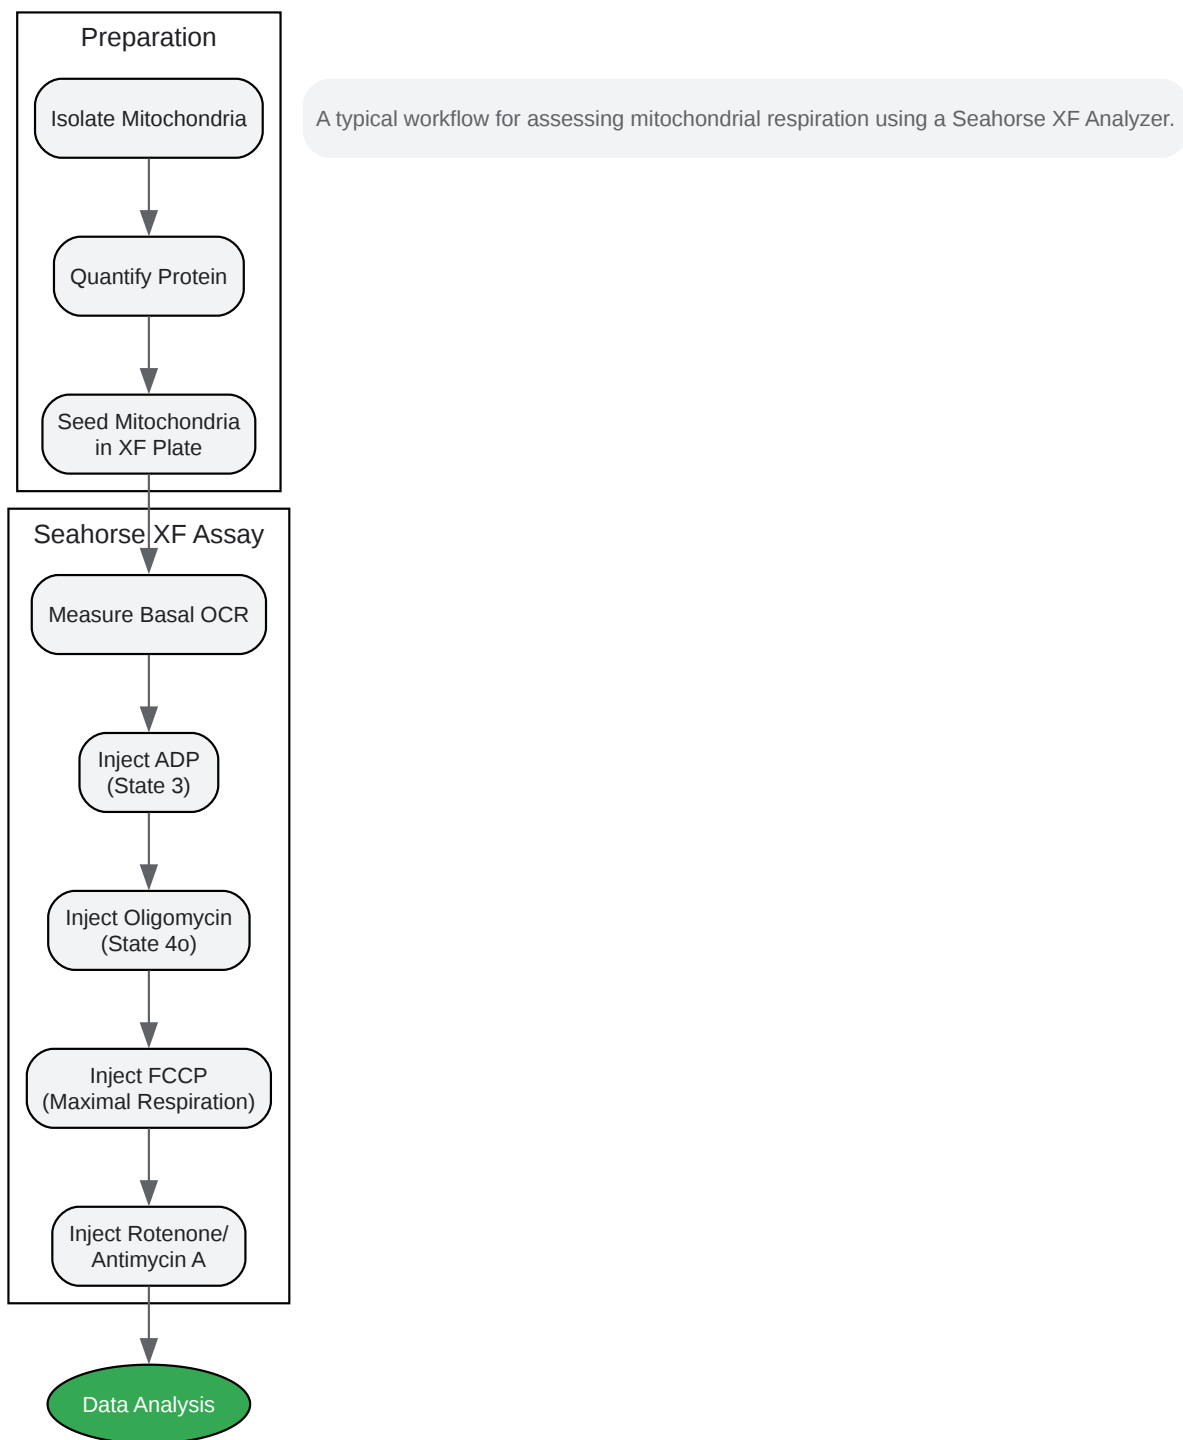 Preparation
Isolate Mitochondria
A typical workflow for assessing mitochondrial respiration using a Seahorse XF Analyzer.
Quantify Protein
Seed Mitochondria
in XF Plate
Seahorse XF Assay
Measure Basal OCR
Inject ADP
(State 3)
Inject Oligomycin
(State 4o)
Inject FCCP
(Maximal Respiration)
Inject Rotenone/
Antimycin A
Data Analysis